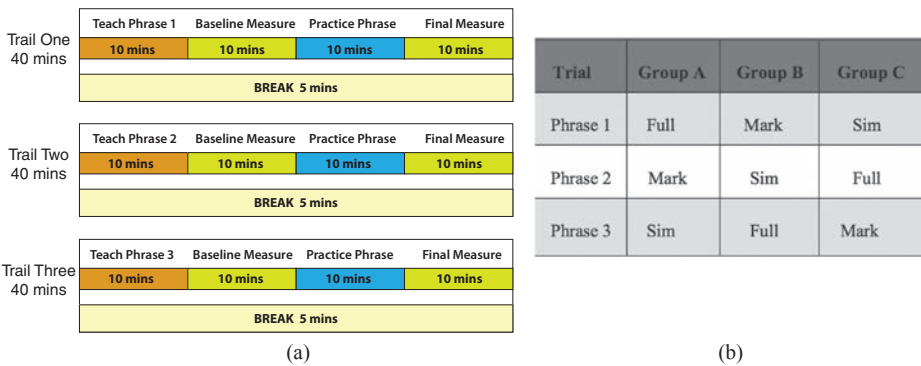 Teach Phrase 1 Baseline Measure Practice Phrase Final Measure
Trail One
40 mins
10 mins 10 mins 10 mins 10 mins
BREAK 5 mins
Teach Phrase 2 Baseline Measure Practice Phrase Final Measure
Trail Two
40 mins
10 mins 10 mins 10 mins 10 mins
BREAK 5 mins
Teach Phrase 3 Baseline Measure Practice Phrase Final Measure
Trail Three
40 mins
10 mins 10 mins 10 mins 10 mins
BREAK 5 mins
(a)
Trial Group A Group B Group C
Phrase 1 Full Mark Sim
Phrase 2 Mark Sim Full
Phrase 3 Sim Full Mark
(b)